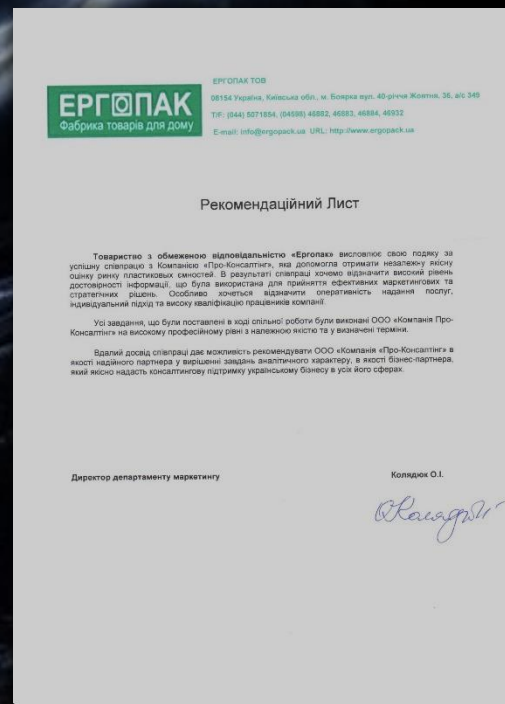 ЕРГОПАК
Фабрика товарів для дому
ЕРГОПАК ТОВ
08154 Україна, Київська обл., м. Боярка вул. 40-річчя Жовтня, 36, а/с 349
T/F: (044) 5071854, (04598) 46882, 46883, 46884, 46932
E-mail: info@ergopack.ua URL: http://www.ergopack.ua
Рекомендаційний Лист
Товариство з обмеженою відповідальністю «Ергопак» висловлює свою подяку за
успішну співпрацю з Компанією «Про-Консалтінг», яка допомогла отримати незалежну якісну
оцінку ринку пластикових ємностей. В результаті співпраці хочемо відзначити високий рівень
достовірності інформації, що була використана для прийняття ефективних маркетингових та
стратегічних рішень. Особливо хочеться відзначити оперативність надання послуг,
індивідуальний підхід та високу кваліфікацію працівників компанії.
Усі завдання, що були поставлені в ході спільної роботи були виконані ООО «Компанія Про-
Консалтінг» на високому професійному рівні з належною якістю та у визначені терміни.
Вдалий досвід співпраці дає можливість рекомендувати ООО «Компанія «Про-Консалтінг» в
якості надійного партнера у вирішенні завдань аналітичного характеру, в якості бізнес-партнера,
який якісно надасть консалтингову підтримку українському бізнесу в усіх його сферах.
Директор департаменту маркетингу
Колядюк О.І.